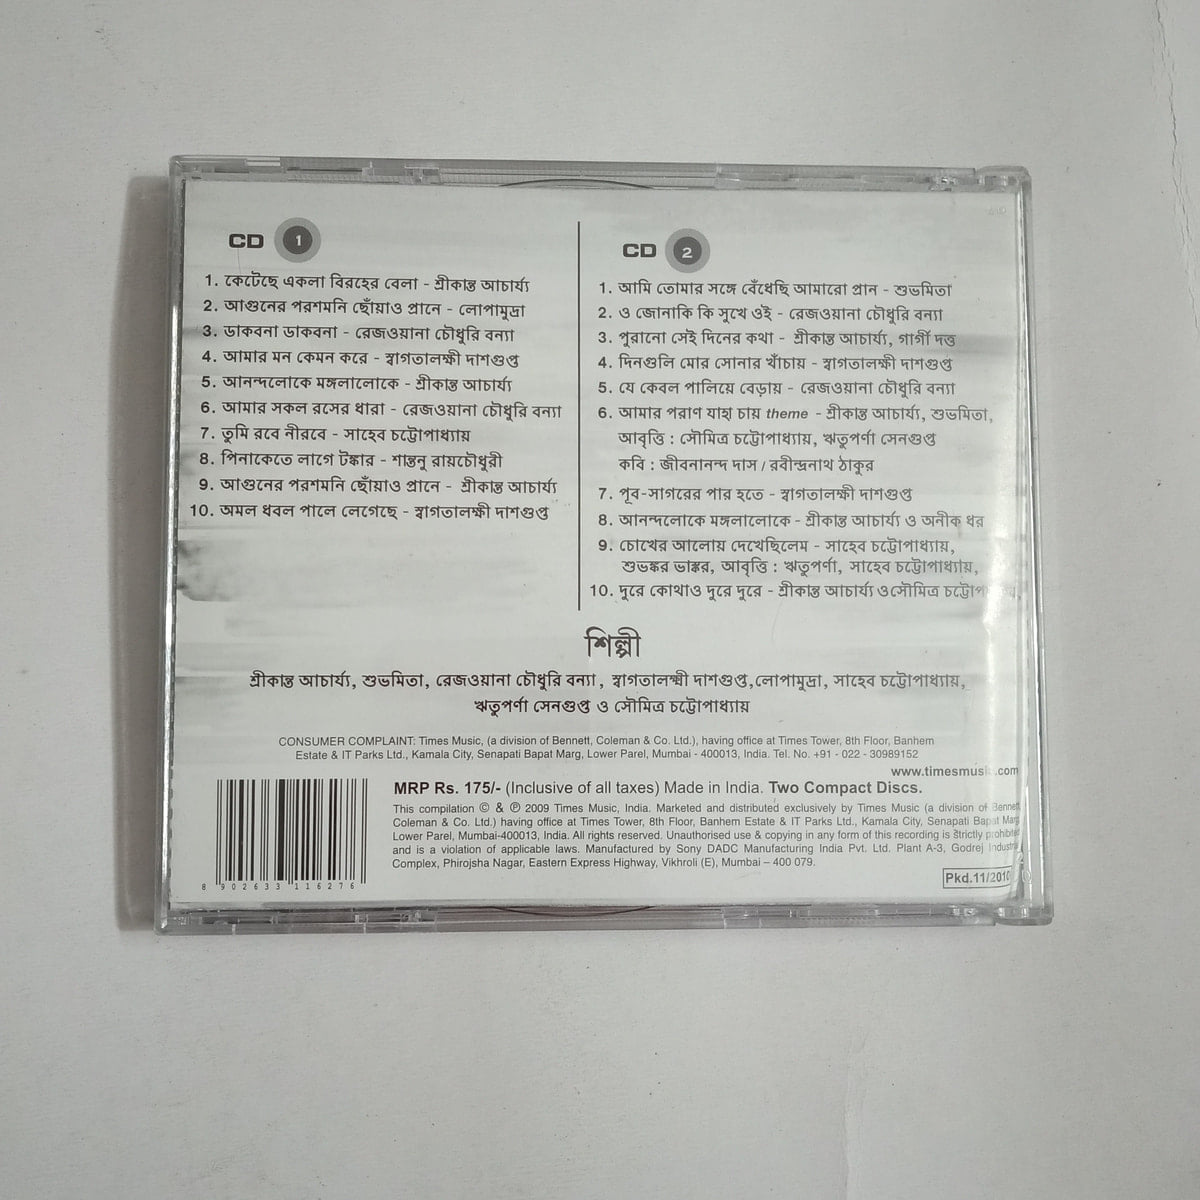 CD 1
1. কেটেছে একলা বিরহের বেলা - শ্রীকান্ত আচার্য্য
2. আগুনের পরশমনি ছোঁয়াও প্রানে - লোপামুদ্রা
3. ডাকবনা ডাকবনা - রেজওয়ানা চৌধুরি বন্যা
4. আমার মন কেমন করে - স্বাগতালক্ষী দাশগুপ্ত
5. আনন্দলোকে মঙ্গলালোকে - শ্রীকান্ত আচার্য্য
6. আমার সকল রসের ধারা - রেজওয়ানা চৌধুরি বন্যা
7. তুমি রবে নীরবে - সাহেব চট্টোপাধ্যায়
8. পিনাকেতে লাগে টঙ্কার - শান্তনু রায়চৌধুরী
9. আগুনের পরশমনি ছোঁয়াও প্রানে - শ্রীকান্ত আচার্য্য
10. অমল ধবল পালে লেগেছে - স্বাগতালক্ষী দাশগুপ্ত
CD 2
1. আমি তোমার সঙ্গে বেঁধেছি আমারো প্রান - শুভমিতা
2. ও জোনাকি কি সুখে ওই - রেজওয়ানা চৌধুরি বন্যা
3. পুরানো সেই দিনের কথা - শ্রীকান্ত আচার্য্য, গার্গী দত্ত
4. দিনগুলি মোর সোনার খাঁচায় - স্বাগতালক্ষী দাশগুপ্ত
5. যে কেবল পালিয়ে বেড়ায় - রেজওয়ানা চৌধুরি বন্যা
6. আমার পরাণ যাহা চায় theme - শ্রীকান্ত আচার্য্য, শুভমিতা,
আবৃত্তি : সৌমিত্র চট্টোপাধ্যায়, ঋতুপর্ণা সেনগুপ্ত
কবি : জীবনানন্দ দাস / রবীন্দ্রনাথ ঠাকুর
7. পূব-সাগরের পার হতে - স্বাগতালক্ষী দাশগুপ্ত
8. আনন্দলোকে মঙ্গলালোকে - শ্রীকান্ত আচার্য্য ও অনীক ধর
9. চোখের আলোয় দেখেছিলেম - সাহেব চট্টোপাধ্যায়,
শুভঙ্কর ভাস্কর, আবৃত্তি : ঋতুপর্ণা, সাহেব চট্টোপাধ্যায়,
10. দুরে কোথাও দুরে দুরে - শ্রীকান্ত আচার্য্য ও সৌমিত্র
শিল্পী
শ্রীকান্ত আচার্য্য, শুভমিতা, রেজওয়ানা চৌধুরি বন্যা, স্বাগতালক্ষী দাশগুপ্ত, লোপামুদ্রা, সাহেব চট্টোপাধ্যায়,
ঋতুপর্ণা সেনগুপ্ত ও সৌমিত্র চট্টোপাধ্যায়
CONSUMER COMPLAINT: Times Music, (a division of Bennett, Coleman & Co. Ltd.), having office at Times Tower, 8th Floor, Banhem
Estate & IT Parks Ltd., Kamala City, Senapati Bapat Marg, Lower Parel, Mumbai - 400013, India. Tel. No. +91 - 022 - 30989152
www.timesmusic.com
MRP Rs. 175/- (Inclusive of all taxes) Made in India. Two Compact Discs.
This compilation © & ℗ 2009 Times Music, India. Marketed and distributed exclusively by Times Music (a division of Bennett
Coleman & Co. Ltd.) having office at Times Tower, 8th Floor, Banhem Estate & IT Parks Ltd., Kamala City, Senapati Bapat Marg
Lower Parel, Mumbai-400013, India. All rights reserved. Unauthorised use & copying in any form of this recording is strictly prohibited
and is a violation of applicable laws. Manufactured by Sony DADC Manufacturing India Pvt. Ltd. Plant A-3, Godrej Industrial
Complex, Phirojsha Nagar, Eastern Express Highway, Vikhroli (E), Mumbai – 400 079.
8 902633 116276
Pkd.11/2010